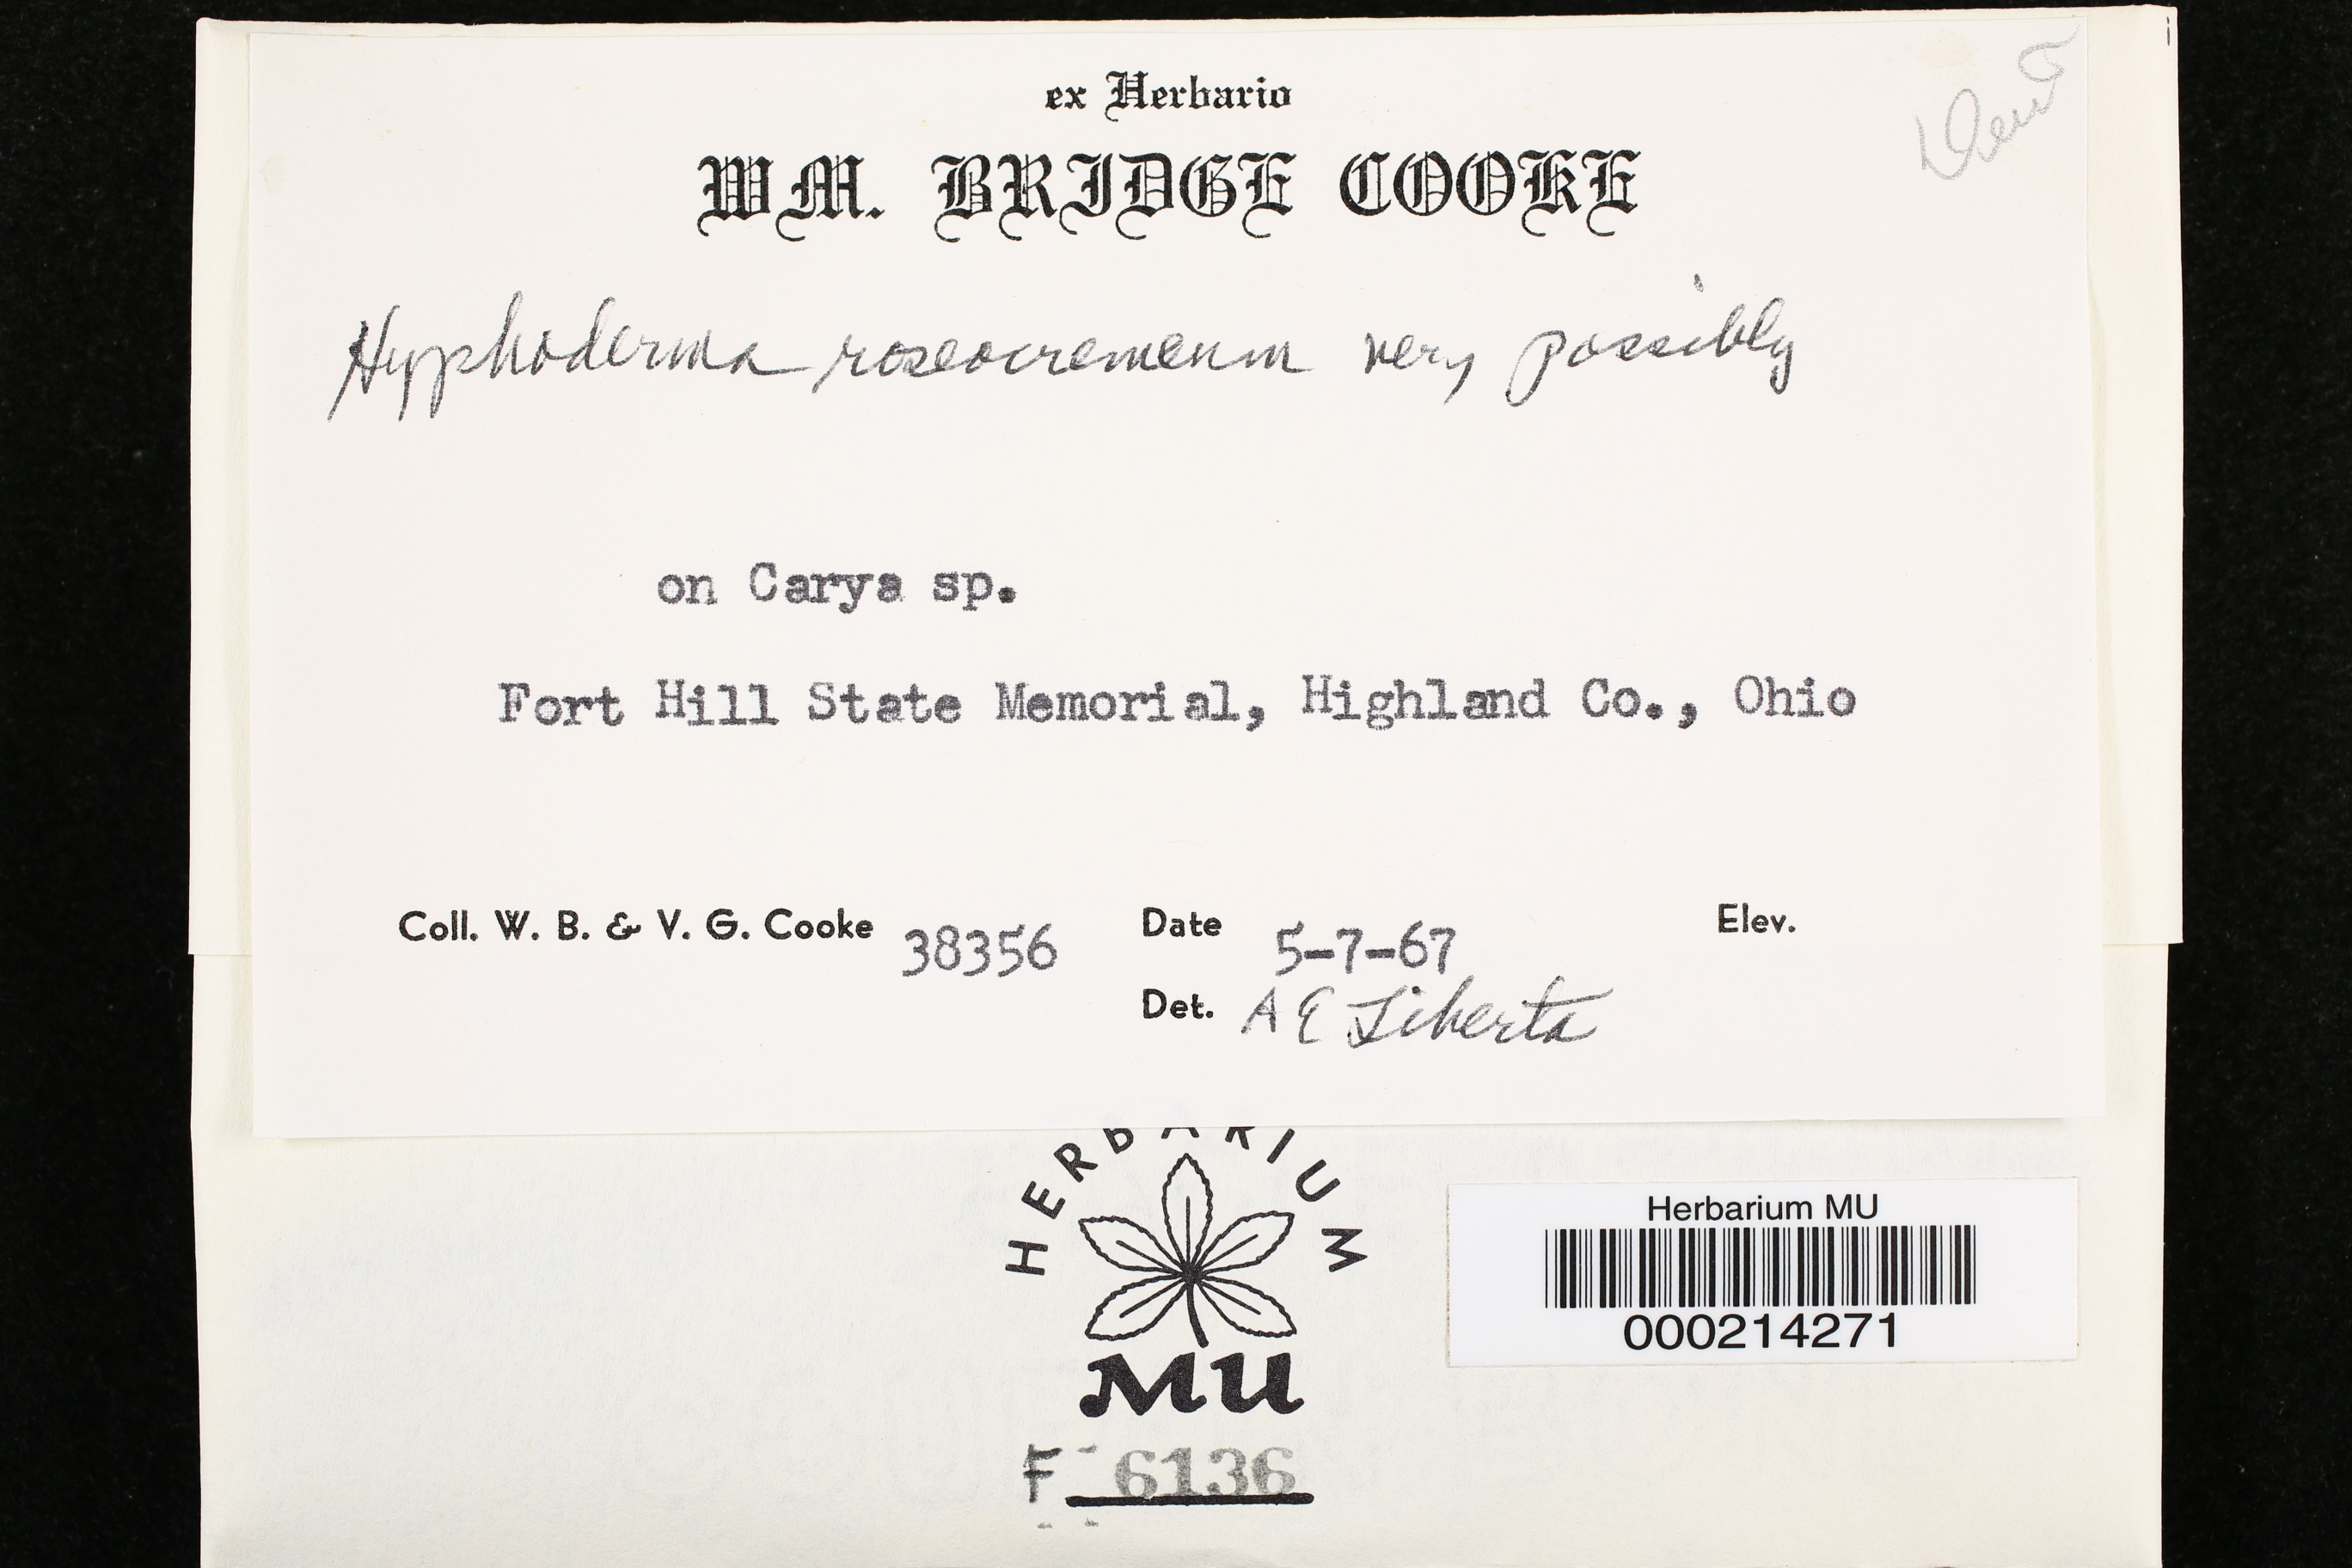 ex Herbario
WM. BRIDGE COOKE
Hyphoderma roseocremeum very possibly
on Carya sp.
Fort Hill State Memorial, Highland Co., Ohio
Coll. W. B. & V. G. Cooke 38356 Date 5-7-67 Elev.
Det. A E Liberta
HERBARIUM
MU
F 6136
Herbarium MU
000214271